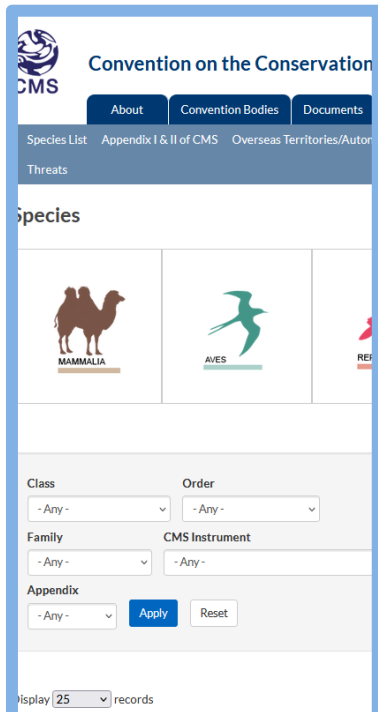 CMS
Convention on the Conservation
About Convention Bodies Documents
Species List Appendix I & II of CMS Overseas Territories/Auton
Threats
Species
MAMMALIA AVES REP
Class Order
- Any - - Any -
Family CMS Instrument
- Any - - Any -
Appendix
- Any - Apply Reset
Display 25 records